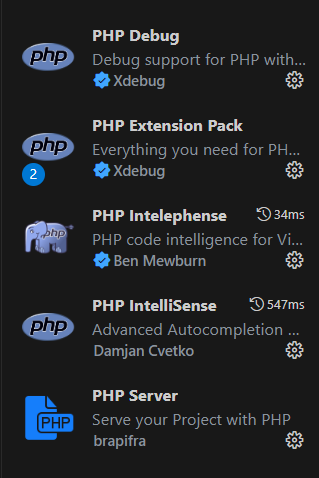 PHP Debug
php
Debug support for PHP with...
Xdebug
PHP Extension Pack
php
Everything you need for PH...
2
Xdebug
PHP Intelephense 34ms
php
PHP code intelligence for Vi...
Ben Mewburn
PHP IntelliSense 547ms
php
Advanced Autocompletion ...
Damjan Cvetko
PHP Server
PHP
Serve your Project with PHP
brapifra